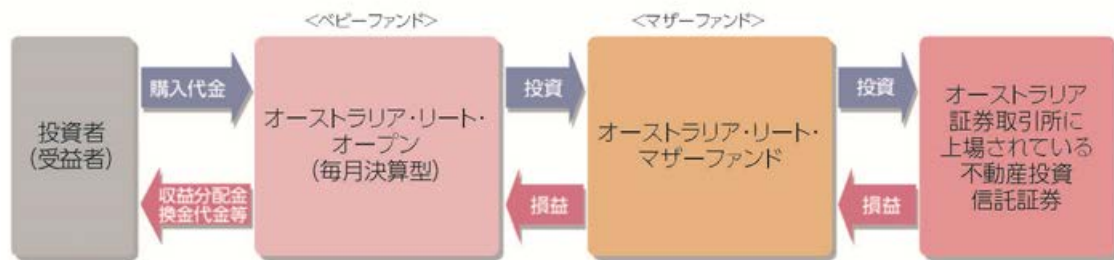 <ベビーファンド>
<マザーファンド>
投資者
(受益者)
購入代金
収益分配金
換金代金等
オーストラリア・リート・
オープン
(毎月決算型)
投資
損益
オーストラリア・リート・
マザーファンド
投資
損益
オーストラリア
証券取引所に
上場されている
不動産投資
信託証券